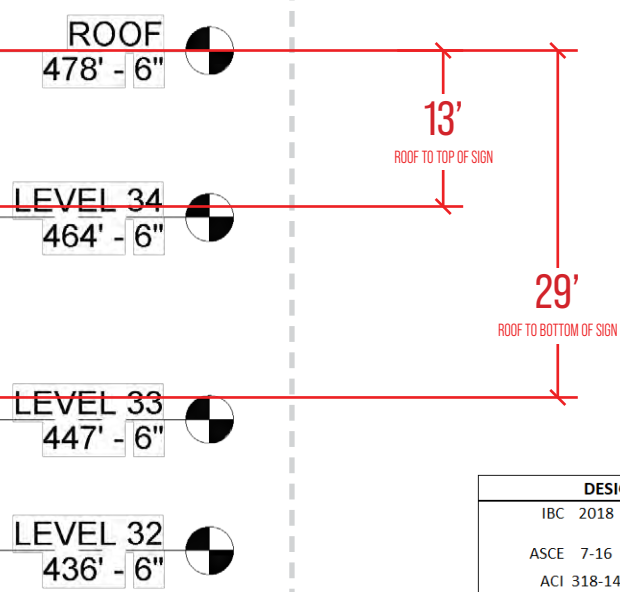 ROOF
478' - 6"
13'
ROOF TO TOP OF SIGN
LEVEL 34
464' - 6"
29'
ROOF TO BOTTOM OF SIGN
LEVEL 33
447' - 6"
LEVEL 32
436' - 6"
DESI
IBC 2018
ASCE 7-16
ACI 318-14